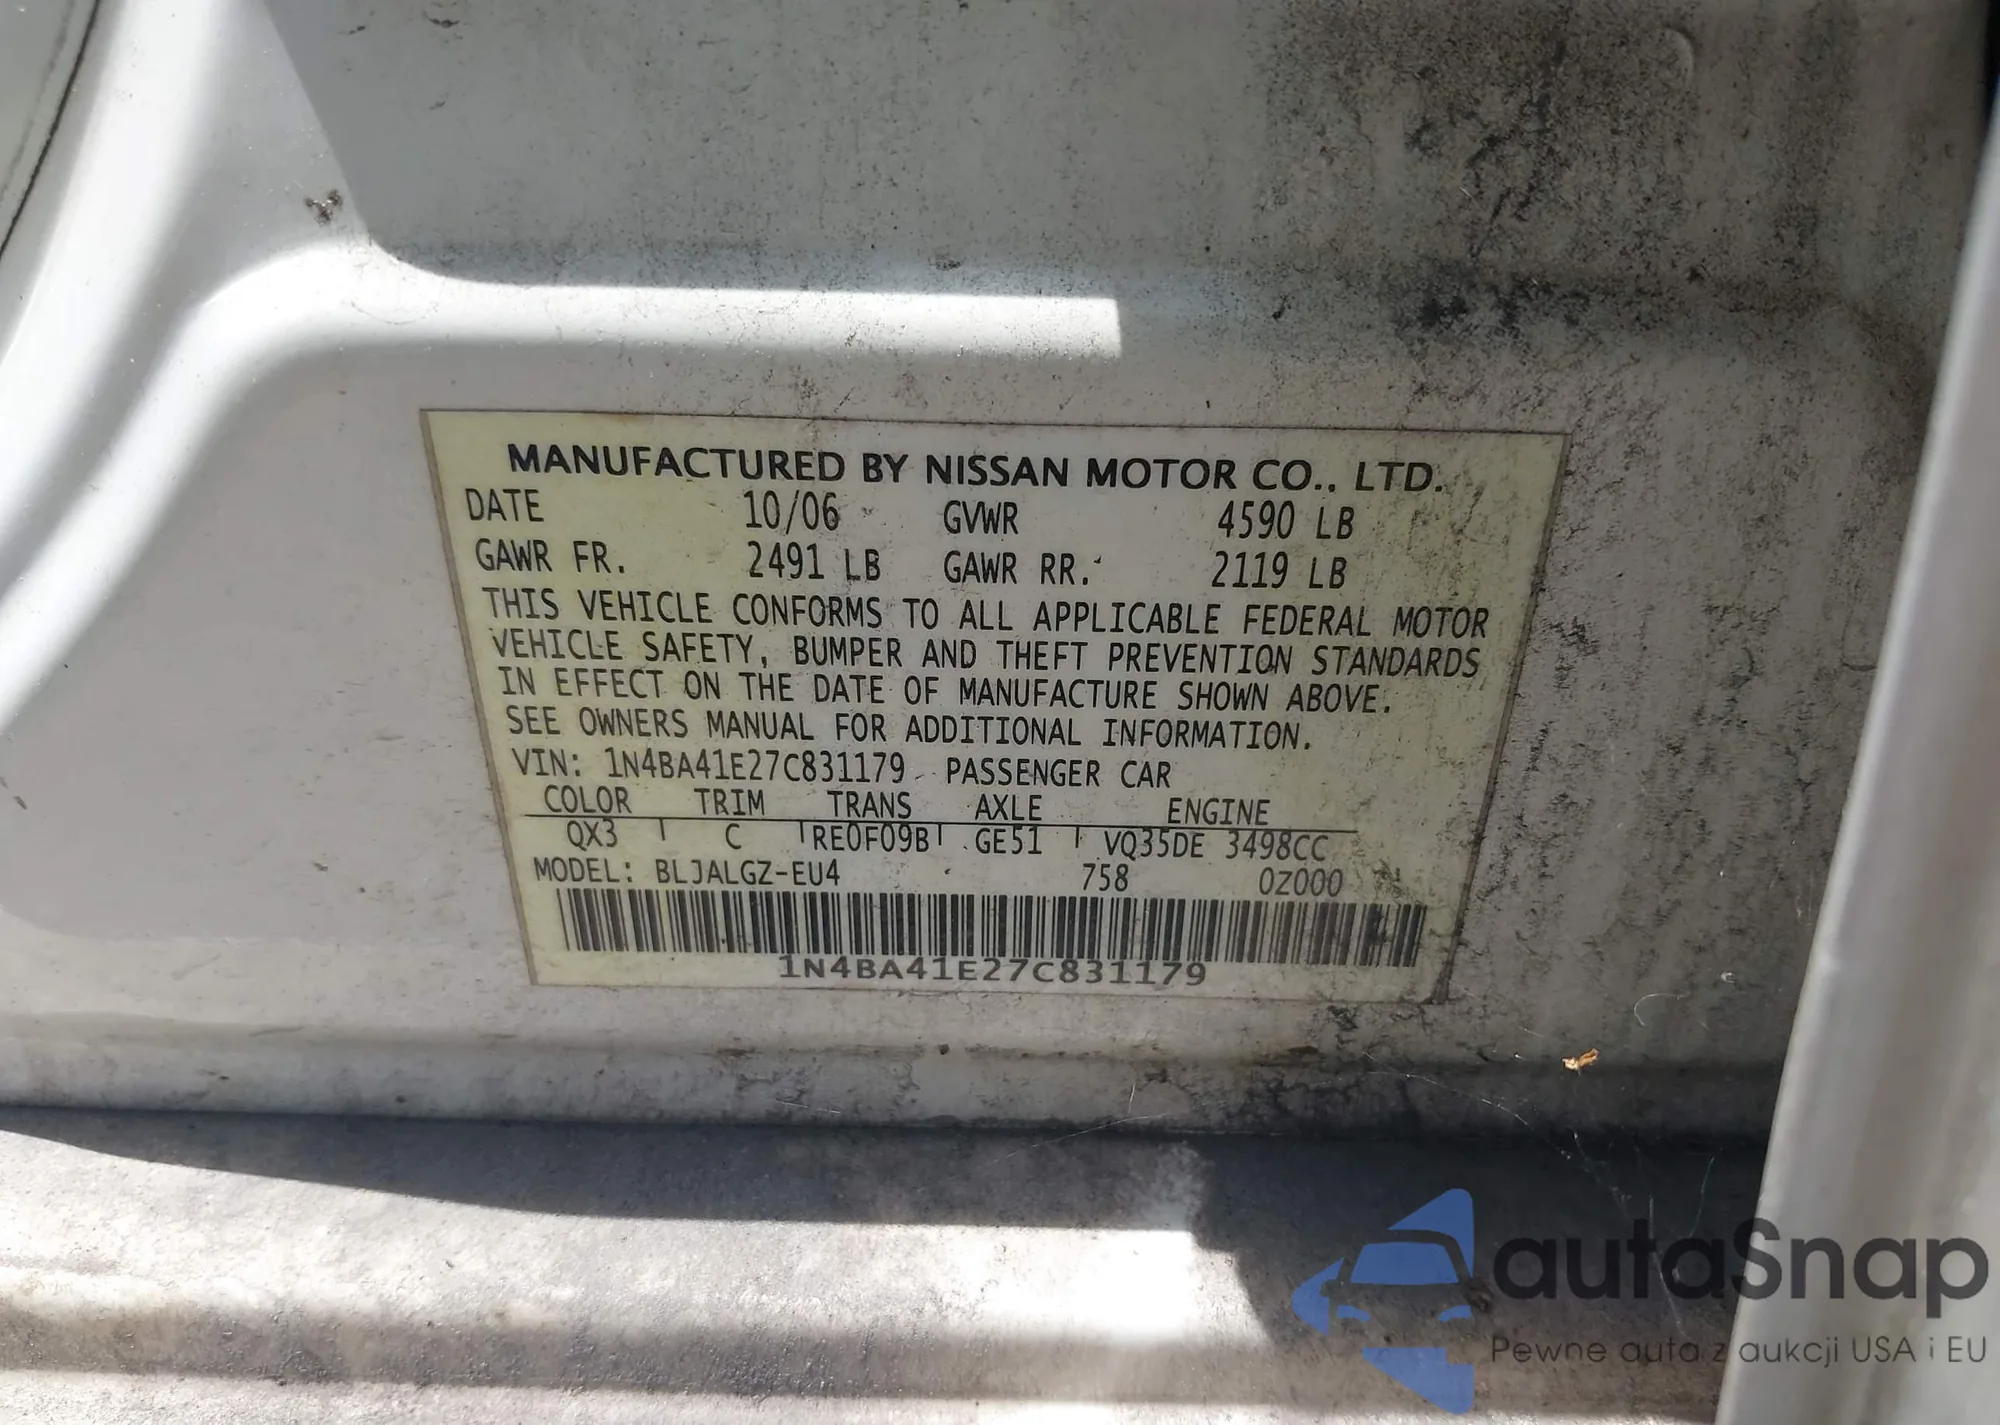 MANUFACTURED BY NISSAN MOTOR CO., LTD.
DATE 10/06 GVWR 4590 LB
GAWR FR. 2491 LB GAWR RR. 2119 LB
THIS VEHICLE CONFORMS TO ALL APPLICABLE FEDERAL MOTOR
VEHICLE SAFETY, BUMPER AND THEFT PREVENTION STANDARDS
IN EFFECT ON THE DATE OF MANUFACTURE SHOWN ABOVE.
SEE OWNERS MANUAL FOR ADDITIONAL INFORMATION.
VIN: 1N4BA41E27C831179 PASSENGER CAR
COLOR TRIM TRANS AXLE ENGINE
QX3 C RE0F09B GE51 VQ35DE 3498CC
MODEL: BLJALGZ-EU4 758 0Z000
1N4BA41E27C831179
autaSnap
Pewne auta z aukcji USA i EU